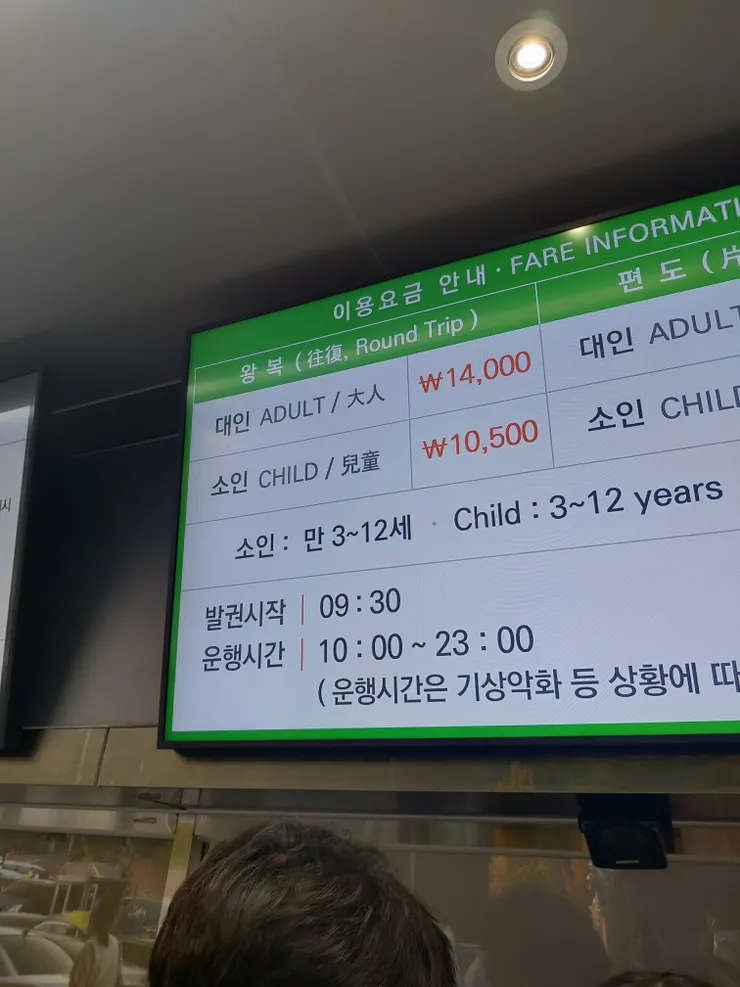 이용요금 안내 · FARE INFORMATI
왕 복 ( 往復, Round Trip )
편 도 ( 片
대인 ADULT / 大人 ₩14,000
대인 ADULT
소인 CHILD / 兒童 ₩10,500
소인 CHILD
소인 : 만 3~12세 · Child : 3~12 years
발권시작 | 09 : 30
운행시간 | 10 : 00 ~ 23 : 00
( 운행시간은 기상악화 등 상황에 따
시